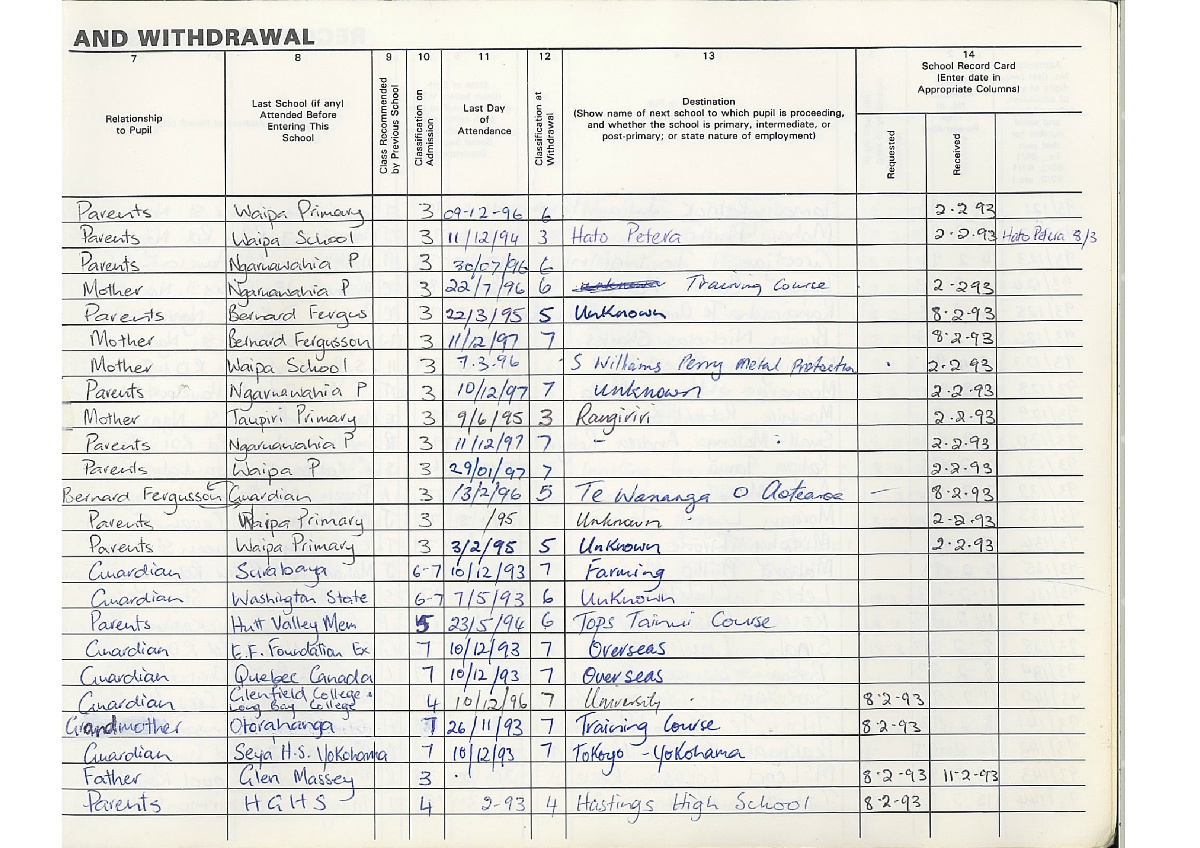 AND WITHDRAWAL
7 8 9 10 11 12 13 14
Relationship to Pupil
Last School (if any) Attended Before Entering This School
Class Recommended by Previous School
Classification on Admission
Last Day of Attendance
Classification at Withdrawal
Destination
(Show name of next school to which pupil is proceeding, and whether the school is primary, intermediate, or post-primary; or state nature of employment)
School Record Card
(Enter date in Appropriate Columns)
Requested
Received
Parents Waipa Primary 3 09-12-96 6 2.2 93
Parents Waipa School 3 11/12/94 3 Hato Petera 2.2.93 Hato Petera 8/3
Parents Ngaruawahia P 3 30/07/96 6
Mother Ngaruawahia P 3 22/7/96 6 Training Course 2.293
Parents Bernard Fergus 3 22/3/95 5 Unknown 8.2.93
Mother Bernard Fergusson 3 11/12/97 7 8.2.93
Mother Waipa School 3 7.3.96 S Williams Perry Metal Protection 2.2 93
Parents Ngaruawahia P 3 10/12/97 7 Unknown 2.2.93
Mother Taupiri Primary 3 9/6/95 3 Rangiriri 2.2.93
Parents Ngaruawahia P 3 11/12/97 7 - 2.2.93
Parents Waipa P 3 29/01/97 7 2.2.93
Bernard Fergusson Guardian 3 13/2/96 5 Te Wananga O Aotearoa — 8.2.93
Parents Waipa Primary 3 /95 Unknown 2.2.93
Parents Waipa Primary 3 3/2/95 5 Unknown 2.2.93
Guardian Surabaya 6-7 10/12/93 7 Farming
Guardian Washington State 6-7 7/5/93 6 Unknown
Parents Hutt Valley Mem 5 23/5/94 6 Tops Tainui Course
Guardian E.F. Foundation Ex 7 10/12/93 7 Overseas
Guardian Quebec Canada 7 10/12/93 7 Overseas
Guardian Glenfield College & Long Bay College 4 10/12/96 7 University 8.2.93
Grandmother Otorohanga 7 26/11/93 7 Training Course 8.2.93
Guardian Seya H.S. Yokohama 7 10/12/93 7 Tokoyo - Yokohama
Father Glen Massey 3 8.2.93 11-2-93
Parents H G H S 4 2-93 4 Hastings High School 8.2.93